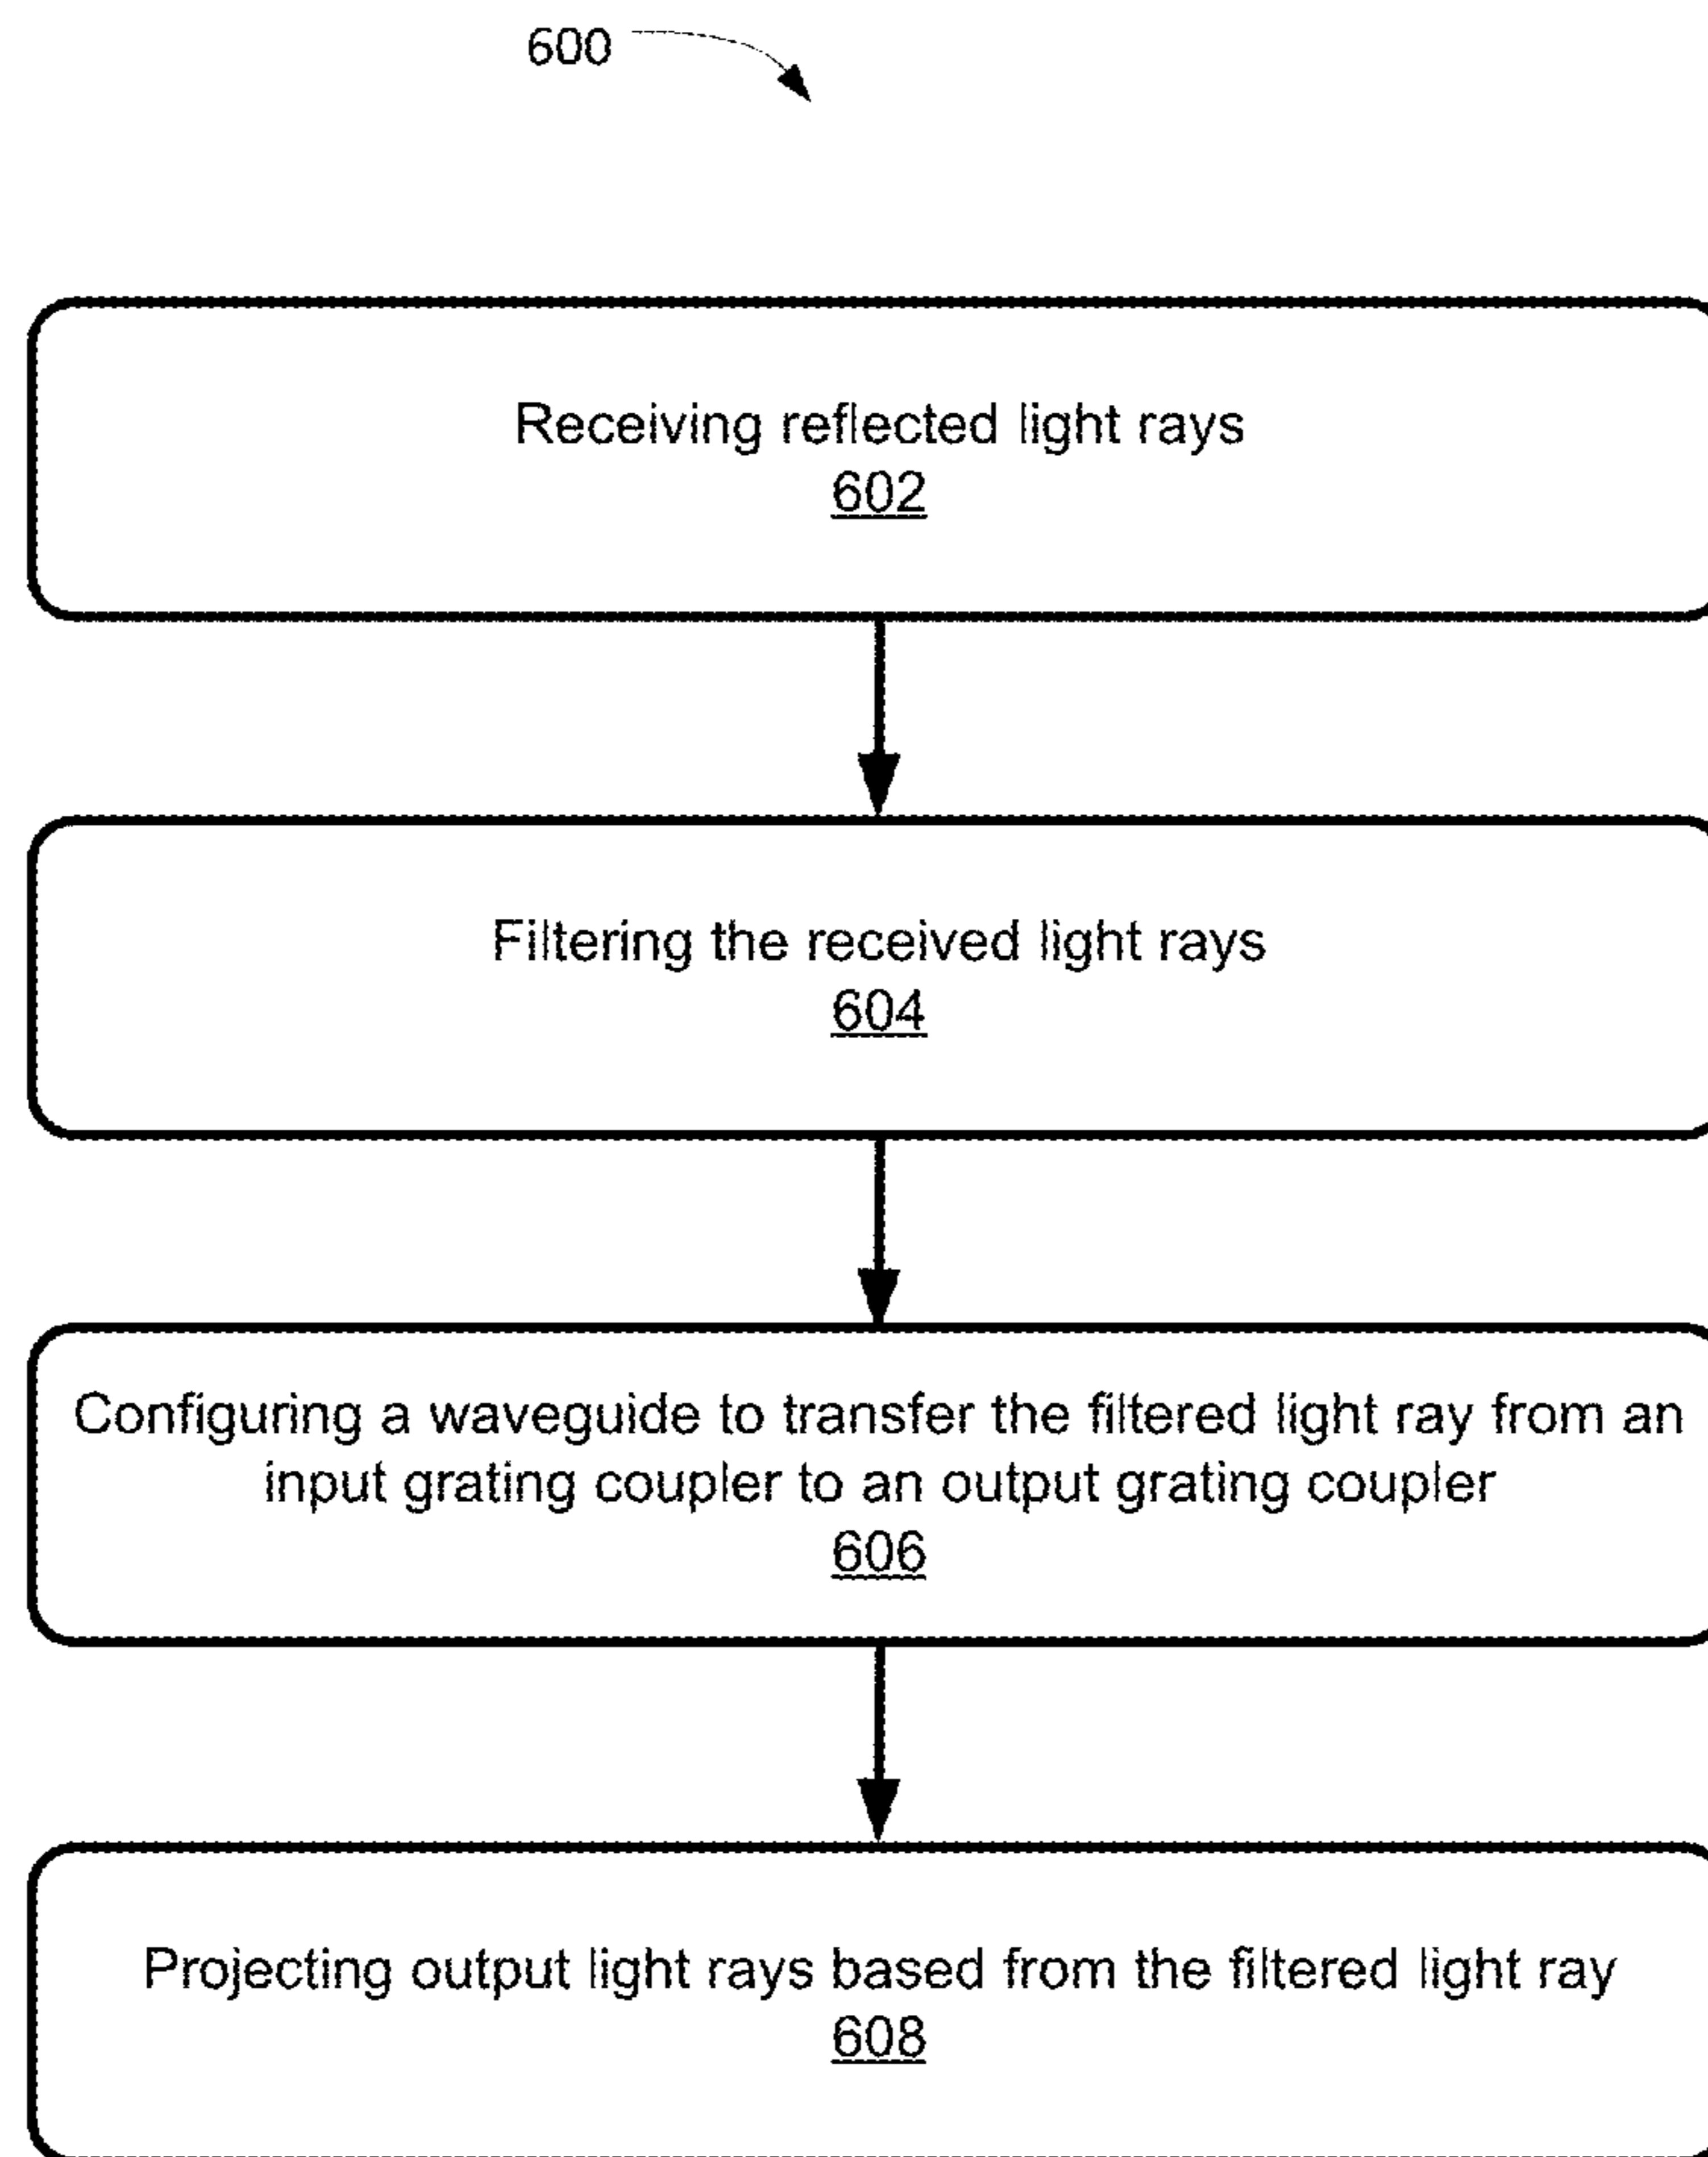 600
Receiving reflected light rays
602
Filtering the received light rays
604
Configuring a waveguide to transfer the filtered light ray from an
input grating coupler to an output grating coupler
606
Projecting output light rays based from the filtered light ray
608